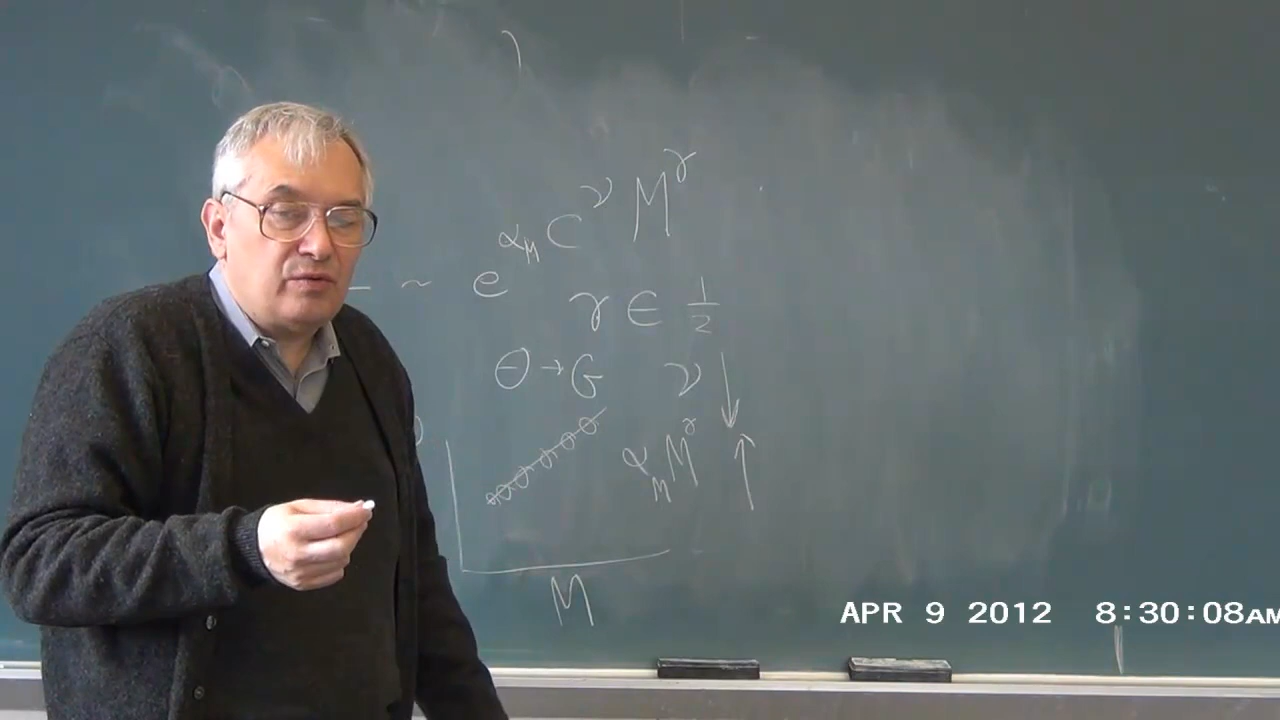 ~ e^{α_M C^ν M^γ}
γ ∈ 1/2
Θ → G ν ↓
α_M M^γ ↑
M
APR 9 2012 8:30:08AM